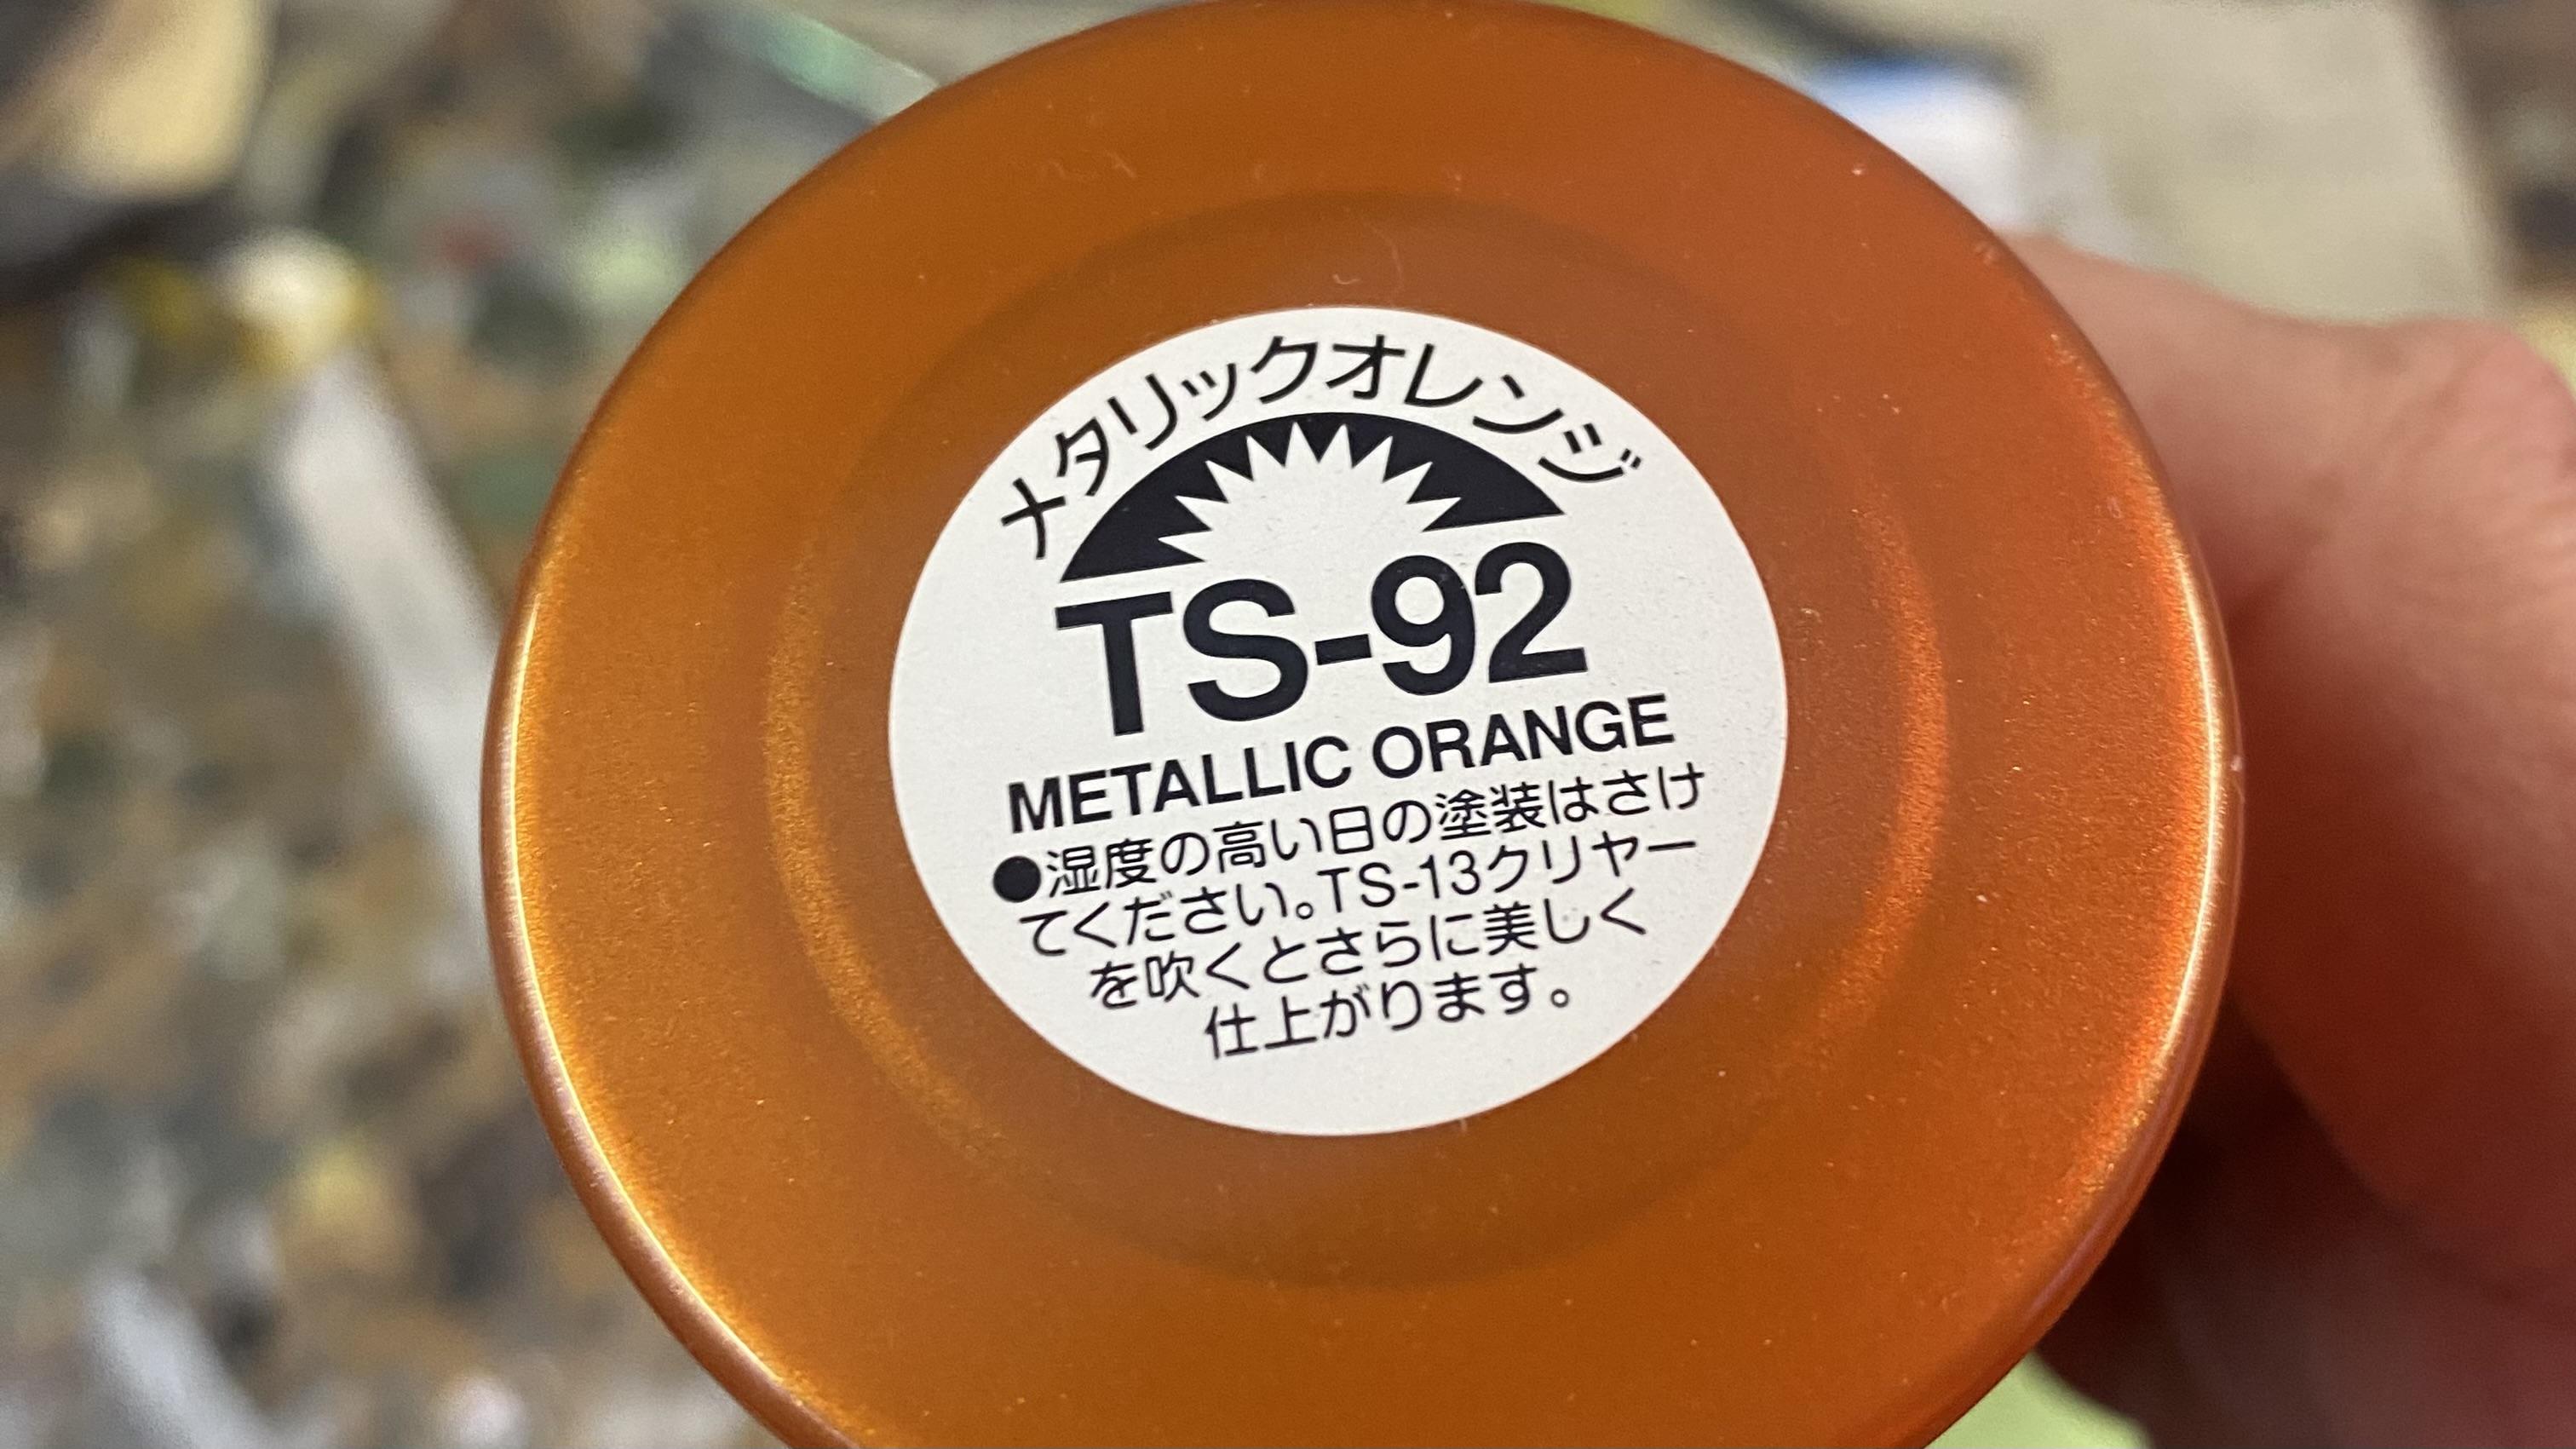 メタリックオレンジ
TS-92
METALLIC ORANGE
●湿度の高い日の塗装はさけ
てください。TS-13クリヤー
を吹くとさらに美しく
仕上がります。